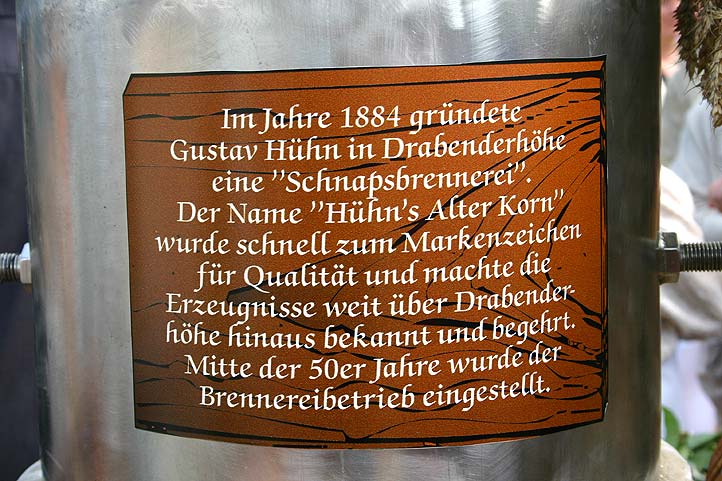 Im Jahre 1884 gründete
Gustav Hühn in Drabenderhöhe
eine "Schnapsbrennerei".
Der Name "Hühn's Alter Korn"
wurde schnell zum Markenzeichen
für Qualität und machte die
Erzeugnisse weit über Drabender-
höhe hinaus bekannt und begehrt.
Mitte der 50er Jahre wurde der
Brennereibetrieb eingestellt.